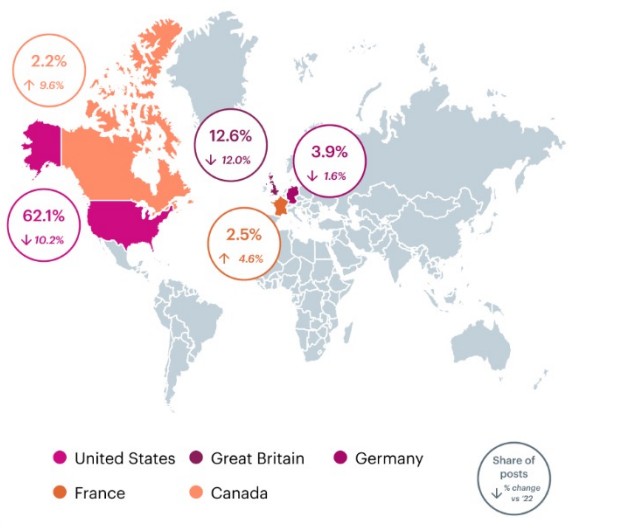 2.2%
↑ 9.6%
12.6%
↓ 12.0%
3.9%
↓ 1.6%
62.1%
↓ 10.2%
2.5%
↑ 4.6%
United States
Great Britain
Germany
France
Canada
Share of
posts
↓ % change
vs '22